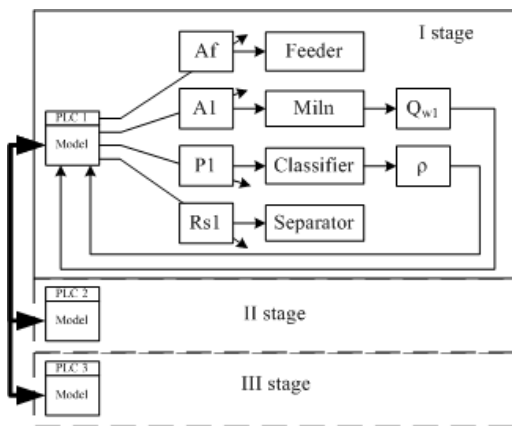 I stage
Af
Feeder
PLC 1
Model
A1
Miln
Qw1
P1
Classifier
ρ
Rs1
Separator
PLC 2
Model
II stage
PLC 3
Model
III stage